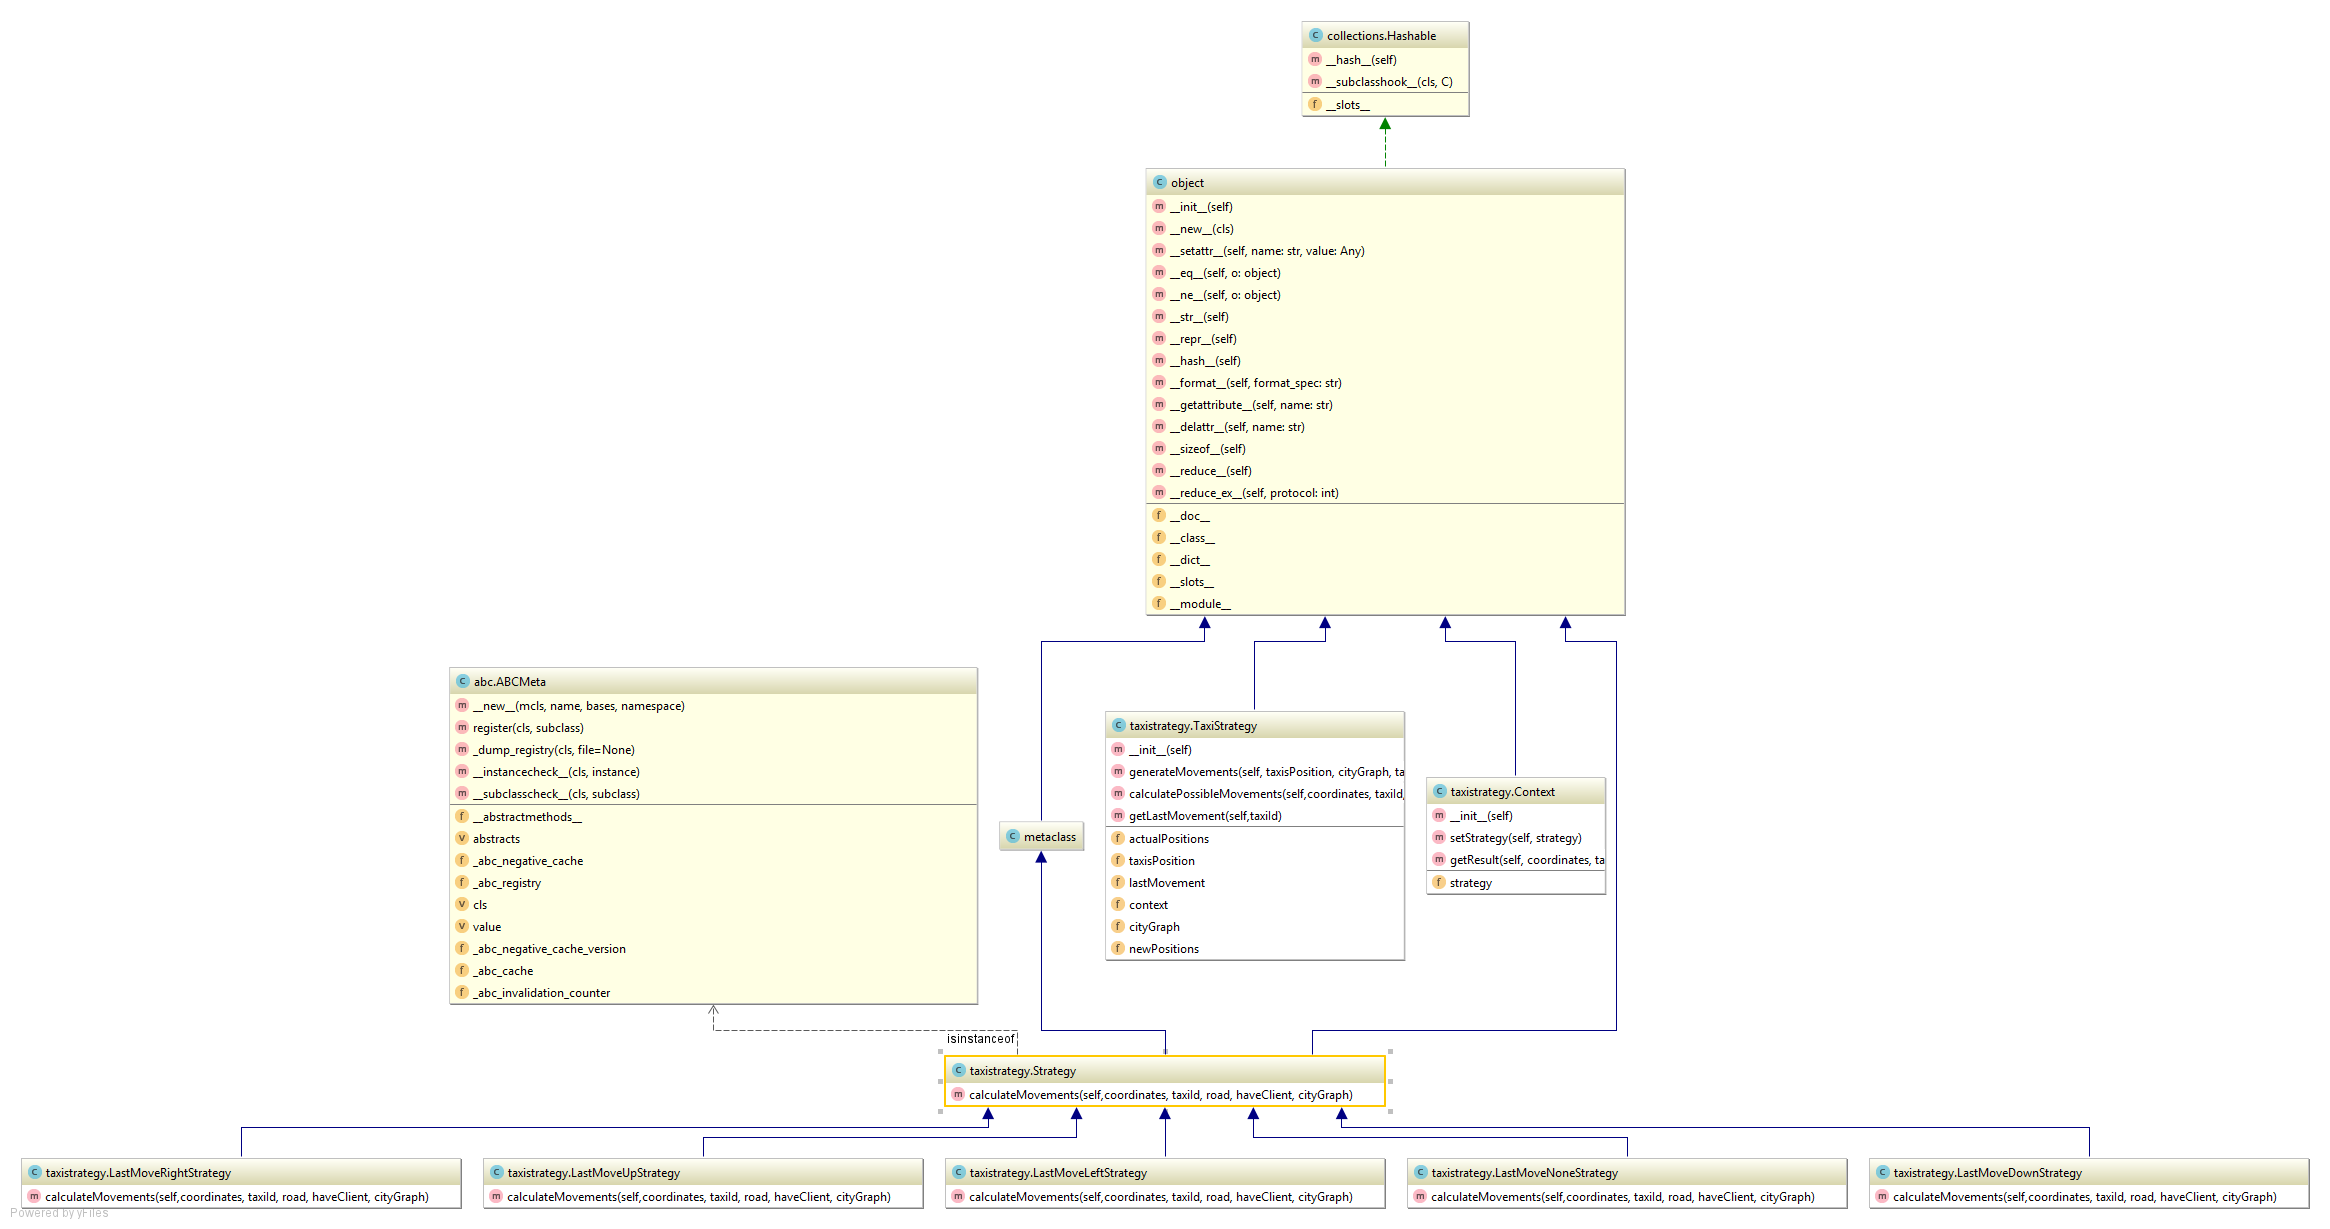 collections.Hashable
__hash__(self)
__subclasshook__(cls, C)
__slots__
object
__init__(self)
__new__(cls)
__setattr__(self, name: str, value: Any)
__eq__(self, o: object)
__ne__(self, o: object)
__str__(self)
__repr__(self)
__hash__(self)
__format__(self, format_spec: str)
__getattribute__(self, name: str)
__delattr__(self, name: str)
__sizeof__(self)
__reduce__(self)
__reduce_ex__(self, protocol: int)
__doc__
__class__
__dict__
__slots__
__module__
abc.ABCMeta
__new__(mcls, name, bases, namespace)
register(cls, subclass)
_dump_registry(cls, file=None)
__instancecheck__(cls, instance)
__subclasscheck__(cls, subclass)
__abstractmethods__
abstracts
_abc_negative_cache
_abc_registry
cls
value
_abc_negative_cache_version
_abc_cache
_abc_invalidation_counter
metaclass
taxistrategy.TaxiStrategy
__init__(self)
generateMovements(self, taxisPosition, cityGraph, ta
calculatePossibleMovements(self,coordinates, taxiId,
getLastMovement(self,taxiId)
actualPositions
taxisPosition
lastMovement
context
cityGraph
newPositions
taxistrategy.Context
__init__(self)
setStrategy(self, strategy)
getResult(self, coordinates, ta
strategy
isinstanceof
taxistrategy.Strategy
calculateMovements(self,coordinates, taxiId, road, haveClient, cityGraph)
taxistrategy.LastMoveRightStrategy
calculateMovements(self,coordinates, taxiId, road, haveClient, cityGraph)
taxistrategy.LastMoveUpStrategy
calculateMovements(self,coordinates, taxiId, road, haveClient, cityGraph)
taxistrategy.LastMoveLeftStrategy
calculateMovements(self,coordinates, taxiId, road, haveClient, cityGraph)
taxistrategy.LastMoveNoneStrategy
calculateMovements(self,coordinates, taxiId, road, haveClient, cityGraph)
taxistrategy.LastMoveDownStrategy
calculateMovements(self,coordinates, taxiId, road, haveClient, cityGraph)
Powered by yFiles